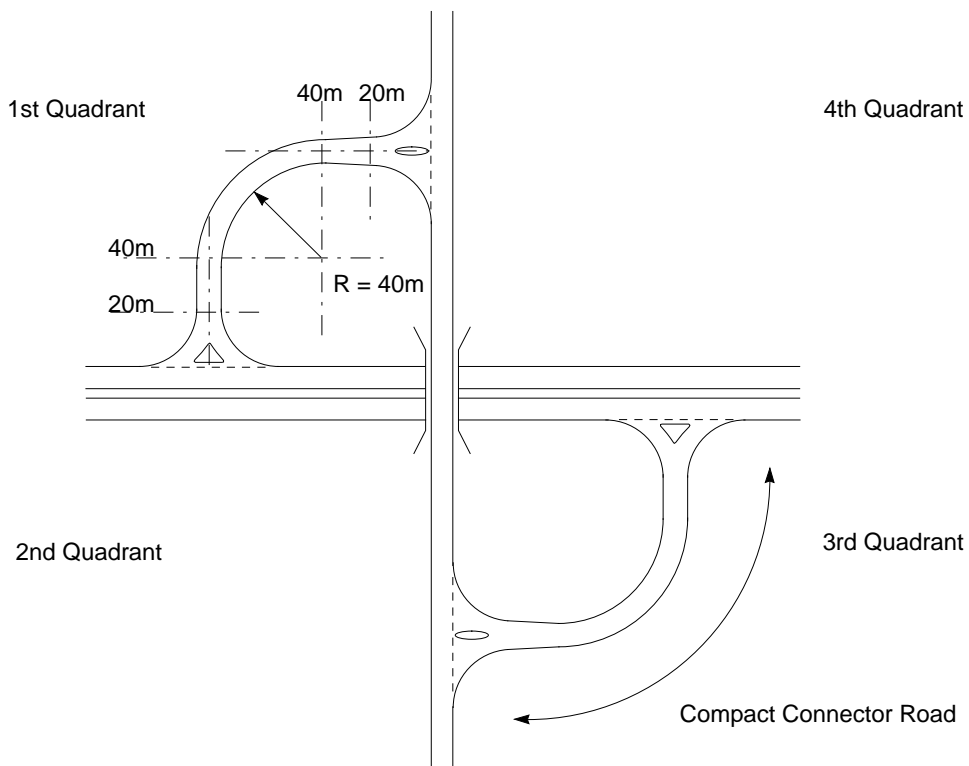 40m 20m
1st Quadrant
4th Quadrant
40m
R = 40m
20m
2nd Quadrant
3rd Quadrant
Compact Connector Road